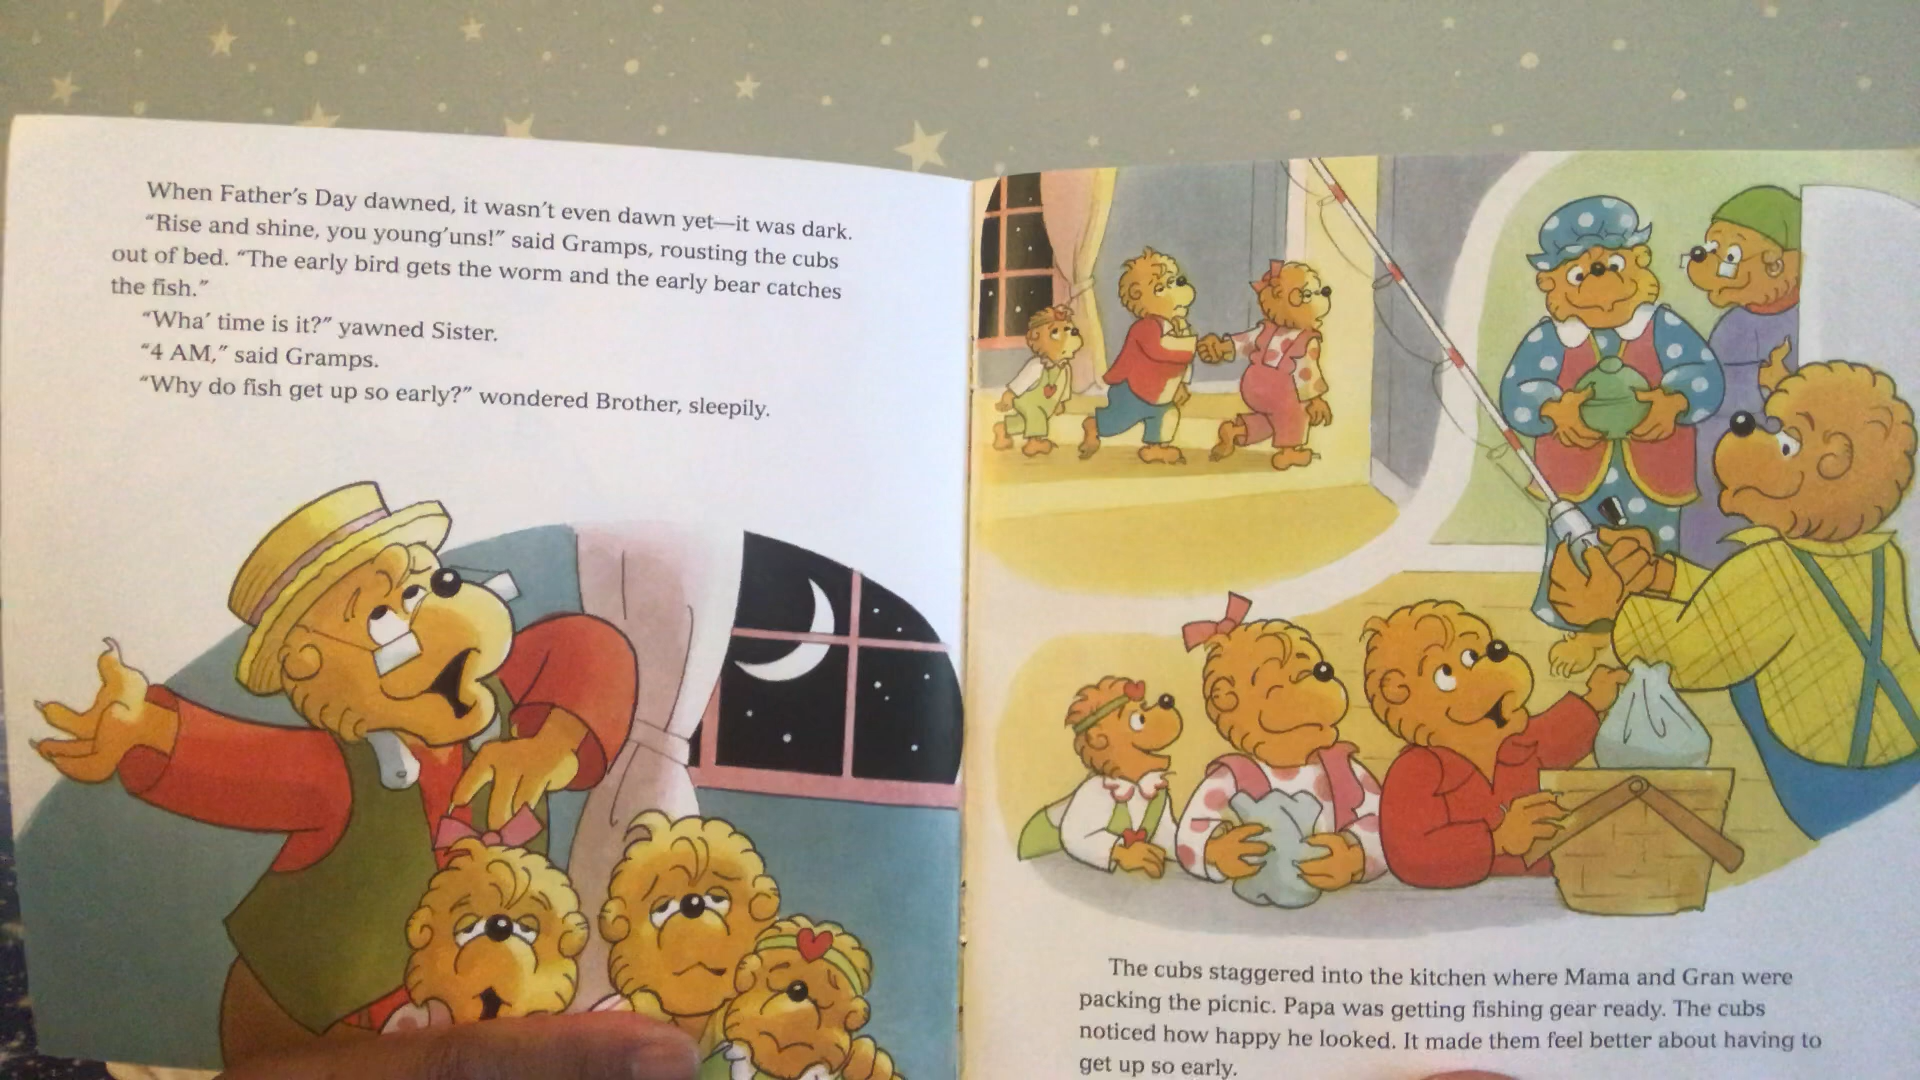 When Father's Day dawned, it wasn't even dawn yet—it was dark.
"Rise and shine, you young'uns!" said Gramps, rousting the cubs
out of bed. "The early bird gets the worm and the early bear catches
the fish."
"Wha' time is it?" yawned Sister.
"4 AM," said Gramps.
"Why do fish get up so early?" wondered Brother, sleepily.
The cubs staggered into the kitchen where Mama and Gran were
packing the picnic. Papa was getting fishing gear ready. The cubs
noticed how happy he looked. It made them feel better about having to
get up so early.